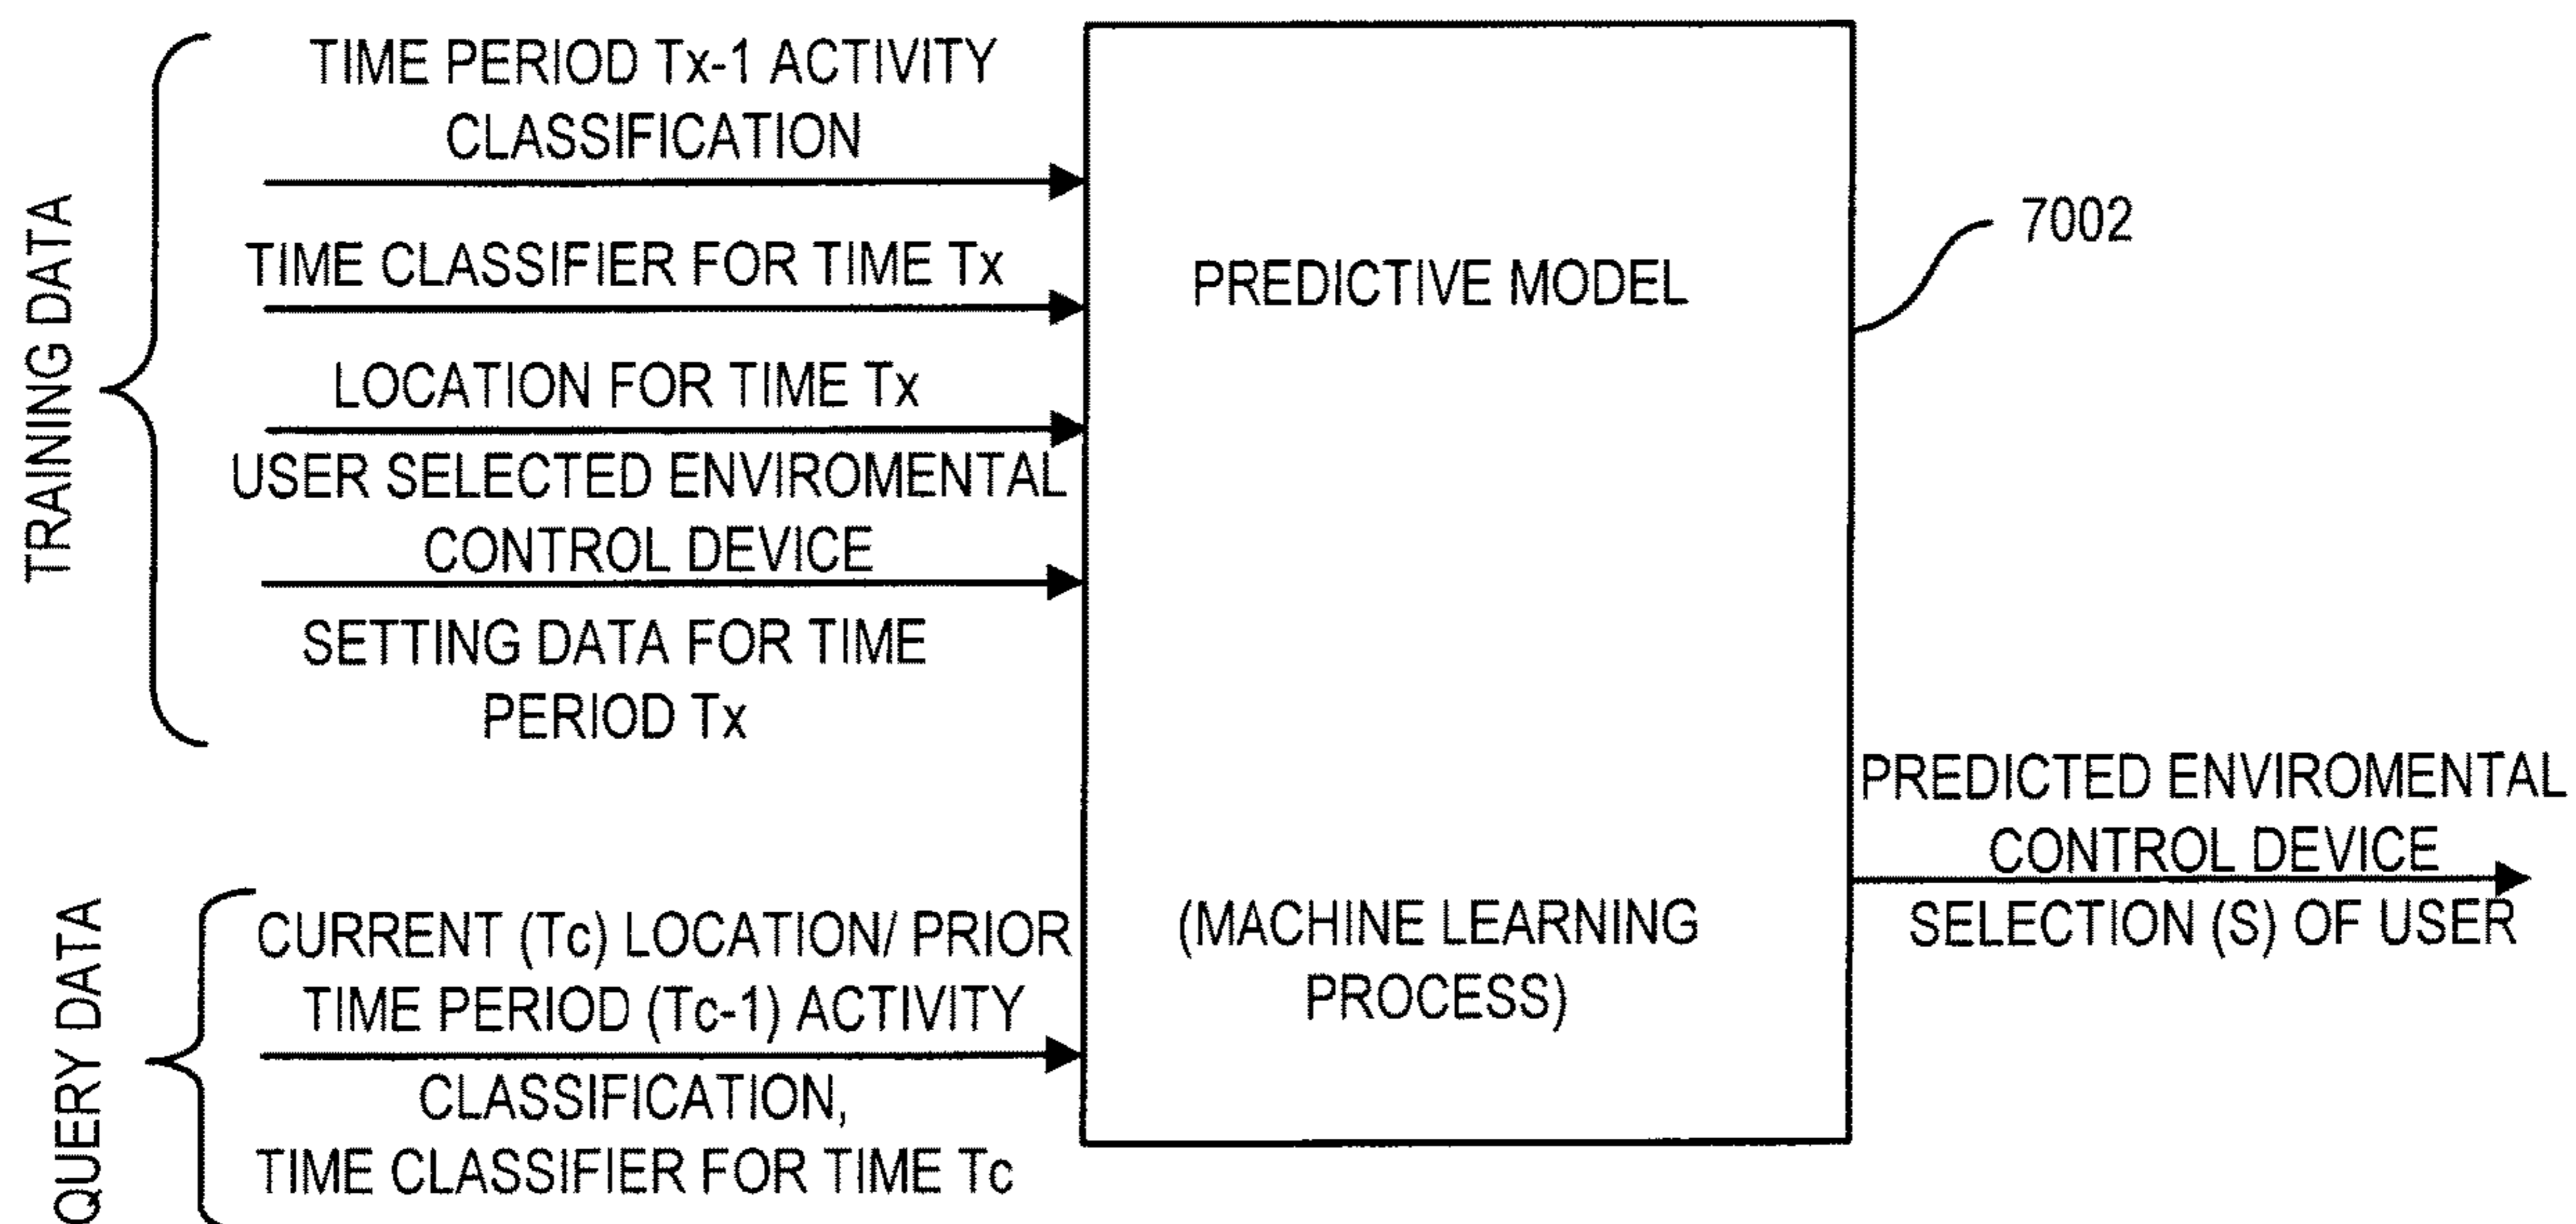 TRAINING DATA
TIME PERIOD Tx-1 ACTIVITY
CLASSIFICATION
TIME CLASSIFIER FOR TIME Tx
LOCATION FOR TIME Tx
USER SELECTED ENVIROMENTAL
CONTROL DEVICE
SETTING DATA FOR TIME
PERIOD Tx
QUERY DATA
CURRENT (Tc) LOCATION/ PRIOR
TIME PERIOD (Tc-1) ACTIVITY
CLASSIFICATION,
TIME CLASSIFIER FOR TIME Tc
PREDICTIVE MODEL
(MACHINE LEARNING
PROCESS)
7002
PREDICTED ENVIROMENTAL
CONTROL DEVICE
SELECTION (S) OF USER